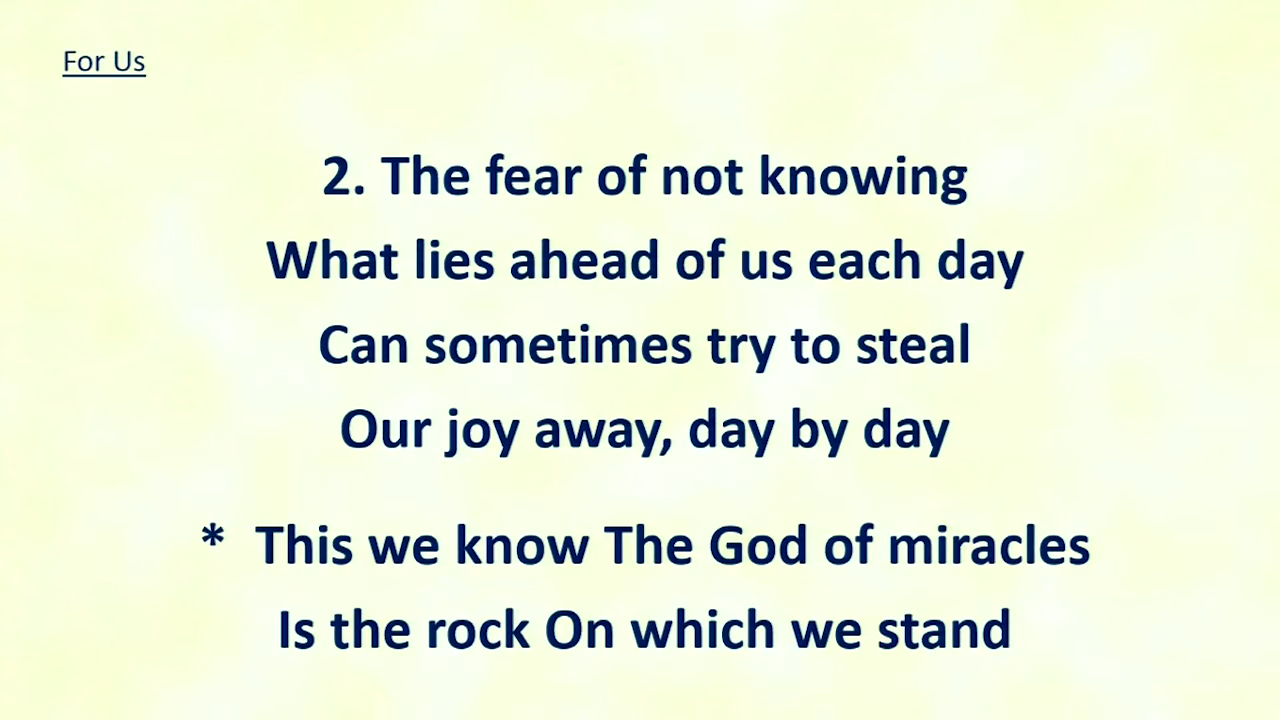 For Us
2. The fear of not knowing
What lies ahead of us each day
Can sometimes try to steal
Our joy away, day by day
* This we know The God of miracles
Is the rock On which we stand